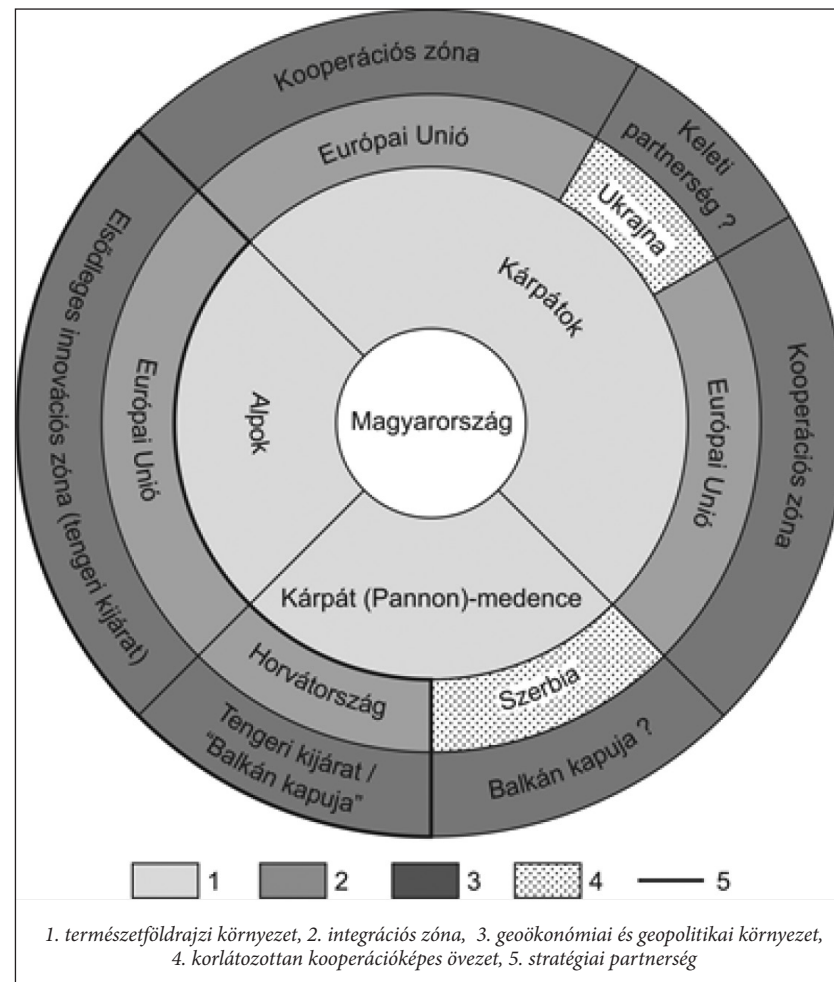 Kooperációs zóna
Keleti
partnerség ?
Európai Unió
Ukrajna
Kárpátok
Elsődleges innovációs zóna (tengeri kijárat)
Európai Unió
Alpok
Magyarország
Európai Unió
Kooperációs zóna
Kárpát (Pannon)-medence
Horvátország
Szerbia
Tengeri kijárat /
"Balkán kapuja"
Balkán kapuja ?
1 2 3 4 5
1. természetföldrajzi környezet, 2. integrációs zóna, 3. geoökonómiai és geopolitikai környezet,
4. korlátozottan kooperációképes övezet, 5. stratégiai partnerség